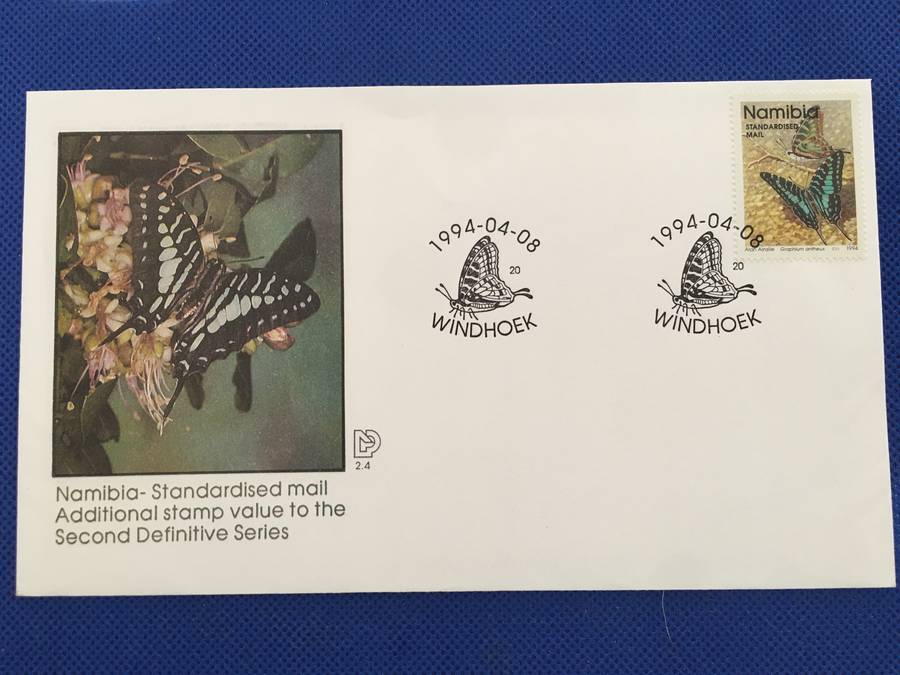 Namibia
STANDARDISED
MAIL
Graphium antheus
1994
1994-04-08
20
WINDHOEK
1994-04-08
20
WINDHOEK
2.4
Namibia- Standardised mail
Additional stamp value to the
Second Definitive Series